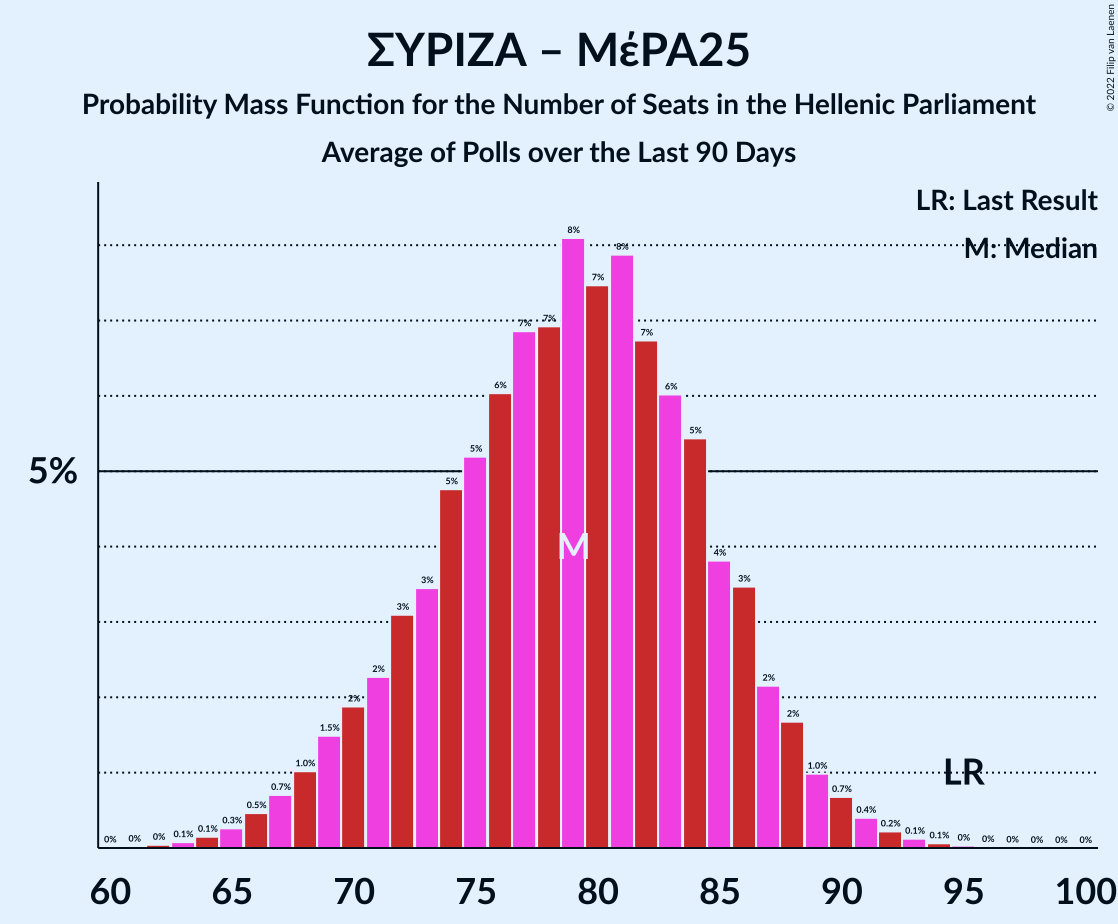 ΣΥΡΙΖΑ – ΜέΡΑ25
Probability Mass Function for the Number of Seats in the Hellenic Parliament
Average of Polls over the Last 90 Days
© 2022 Filip van Laenen
LR: Last Result
M: Median
5%
0% 0% 0% 0.1% 0.1% 0.3% 0.5% 0.7% 1.0% 1.5% 2% 2% 3% 3% 5% 5% 6% 7% 7% 8% 7% 8% 7% 6% 5% 4% 3% 2% 2% 1.0% 0.7% 0.4% 0.2% 0.1% 0.1% 0% 0% 0% 0% 0% 0%
M
LR
60 65 70 75 80 85 90 95 100